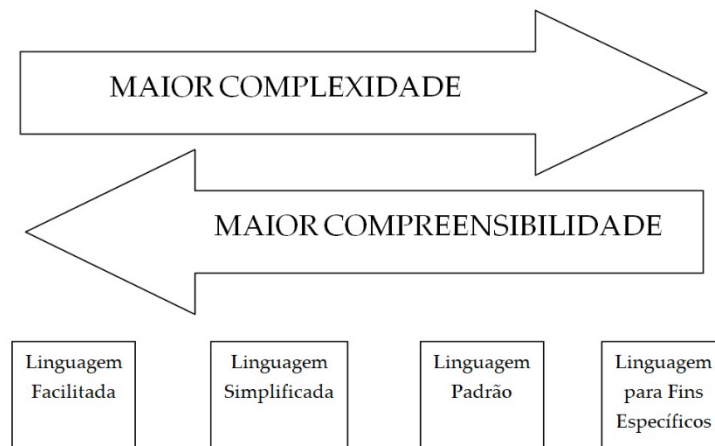 MAIOR COMPLEXIDADE
MAIOR COMPREENSIBILIDADE
Linguagem
Facilitada
Linguagem
Simplificada
Linguagem
Padrão
Linguagem
para Fins
Específicos